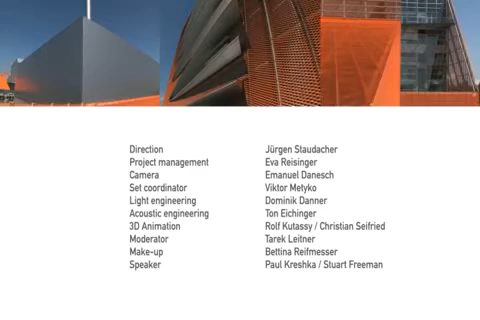 Direction Jürgen Staudacher
Project management Eva Reisinger
Camera Emanuel Danesch
Set coordinator Viktor Metyko
Light engineering Dominik Danner
Acoustic engineering Ton Eichinger
3D Animation Rolf Kutassy / Christian Seifried
Moderator Tarek Leitner
Make-up Bettina Reifmesser
Speaker Paul Kreshka / Stuart Freeman